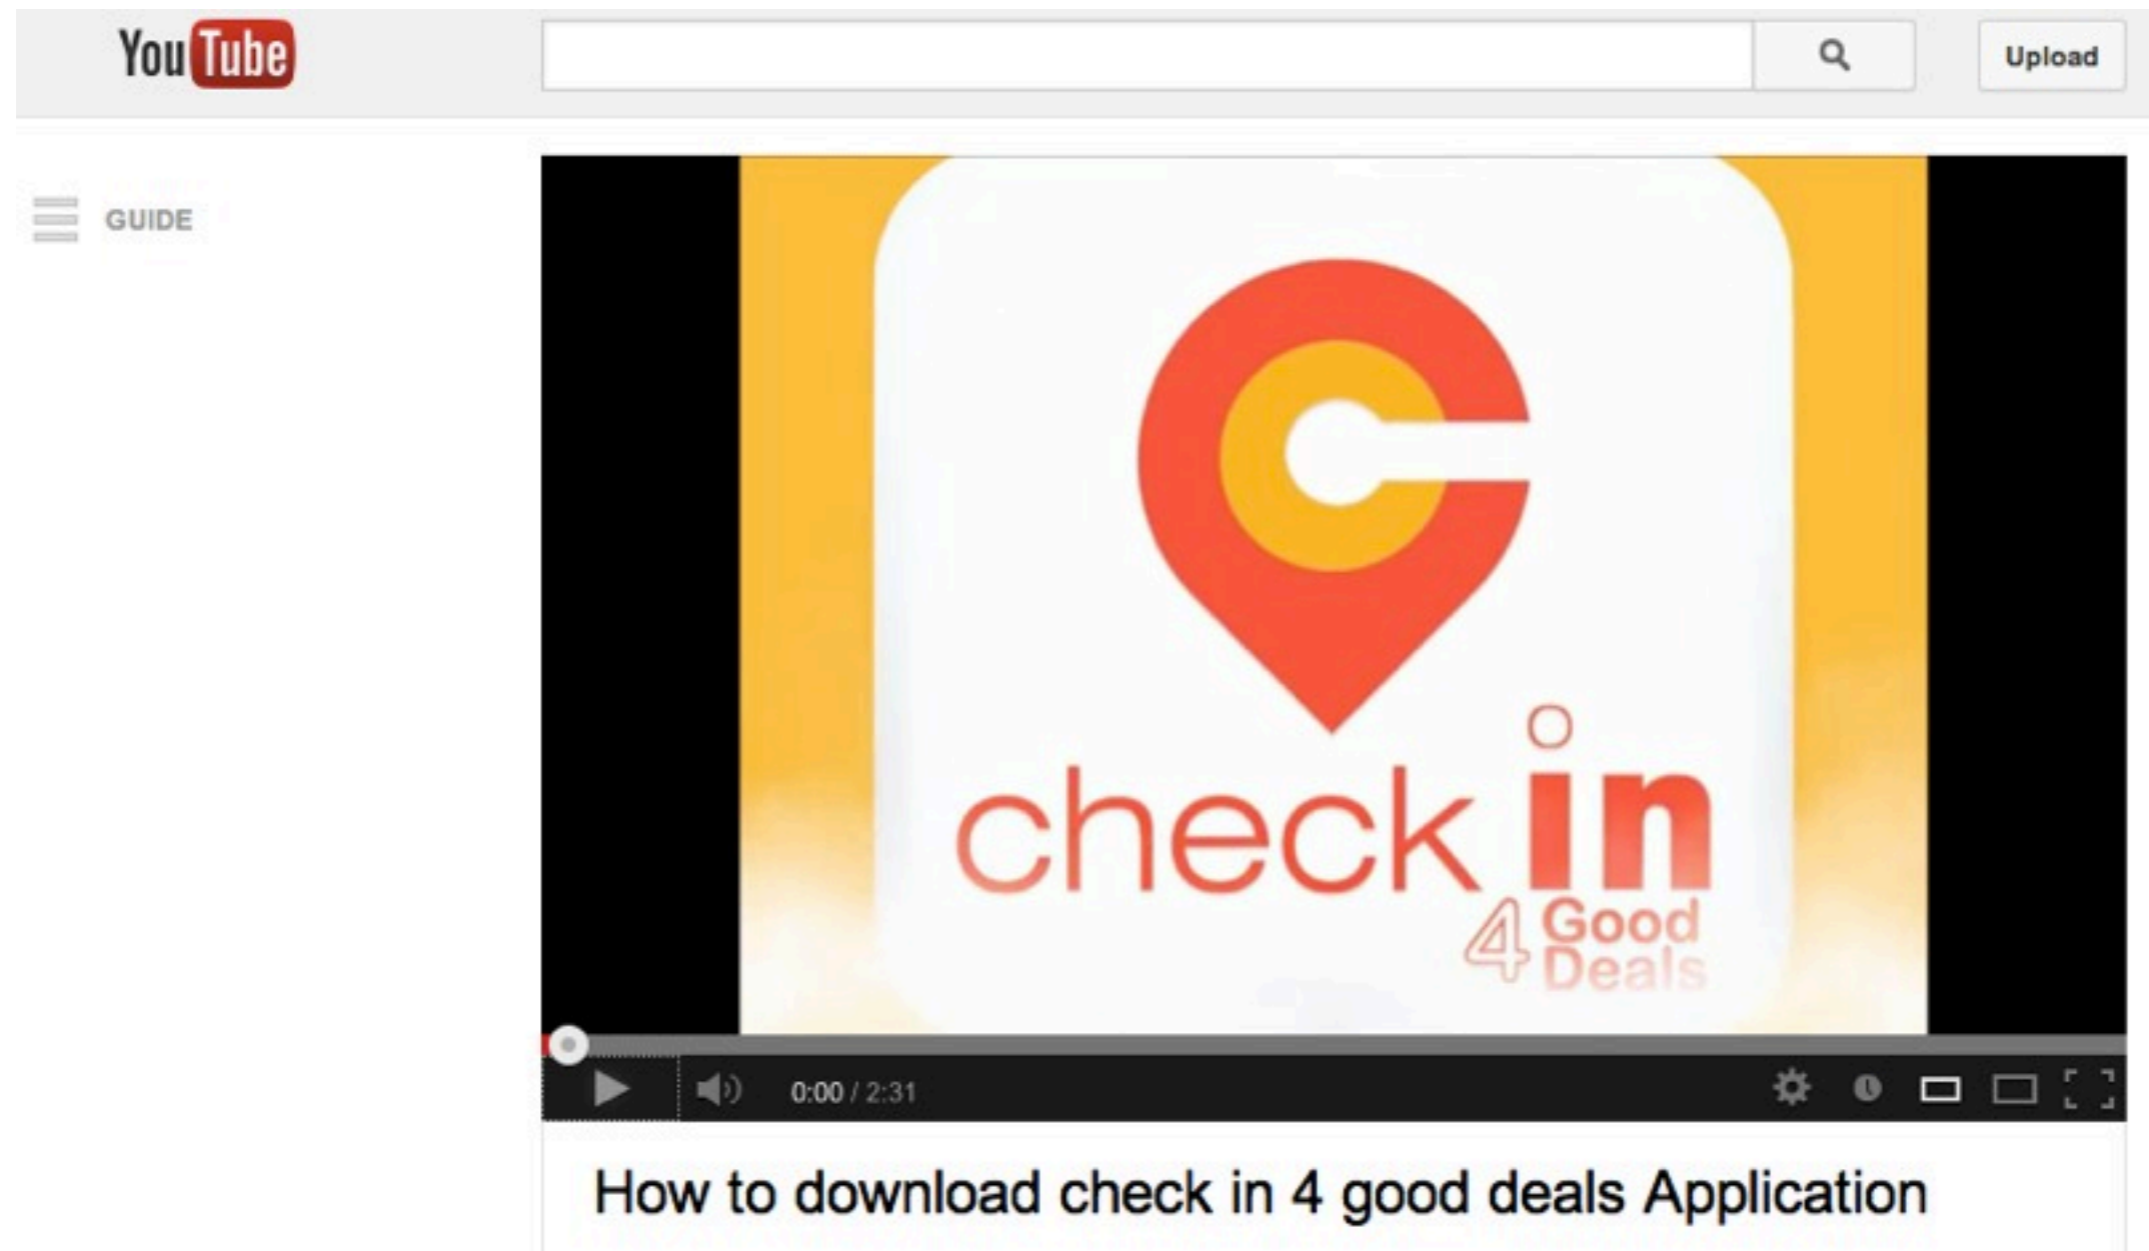 YouTube
Upload
GUIDE
check in
4 Good
Deals
0:00 / 2:31
How to download check in 4 good deals Application